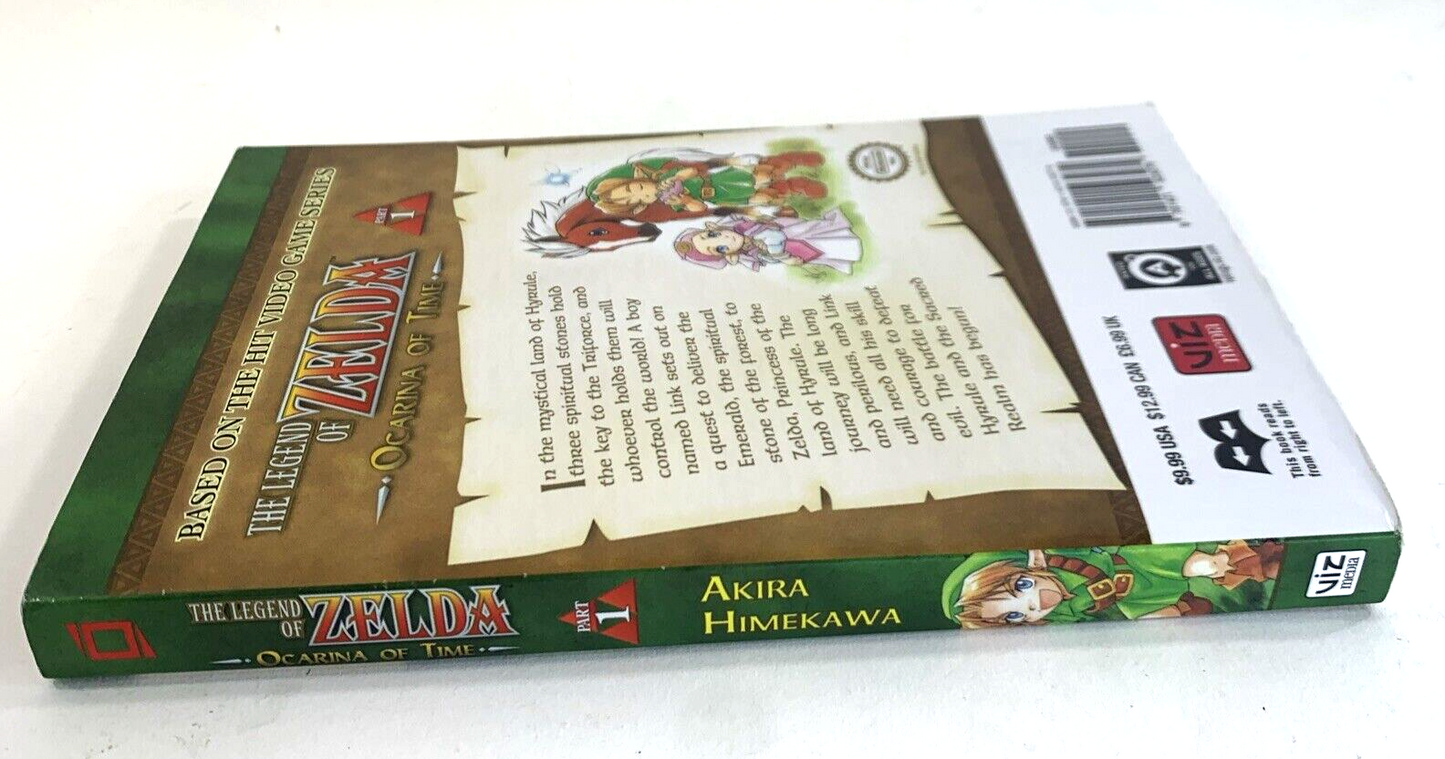 BASED ON THE HIT VIDEO GAME SERIES
THE LEGEND
OF
ZELDA
OCARINA OF TIME
PART
1
In the mystical land of Hyrule,
three spiritual stones hold
the key to the Triforce, and
whoever holds them will
control the world! A boy
named Link sets out on
a quest to deliver the
Emerald, the spiritual
stone of the forest, to
Zelda, Princess of the
land of Hyrule. The
journey will be long
and perilous, and Link
will need all his skill
and courage to defeat
evil. The battle for
Hyrule and the Sacred
Realm has begun!
$9.99 USA $12.99 CAN £6.99 UK
This book reads
from right to left.
VIZ
media
A
THE LEGEND
OF
ZELDA
OCARINA OF TIME
PART
1
AKIRA
HIMEKAWA
VIZ
media